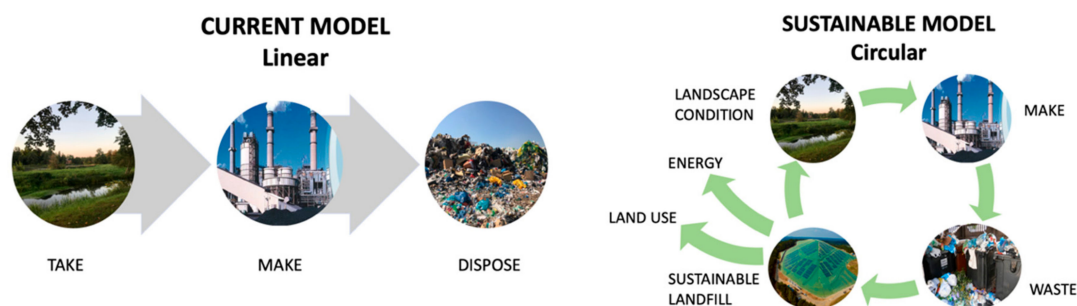 CURRENT MODEL
Linear
TAKE
MAKE
DISPOSE
SUSTAINABLE MODEL
Circular
LANDSCAPE
CONDITION
MAKE
ENERGY
LAND USE
SUSTAINABLE
LANDFILL
WASTE